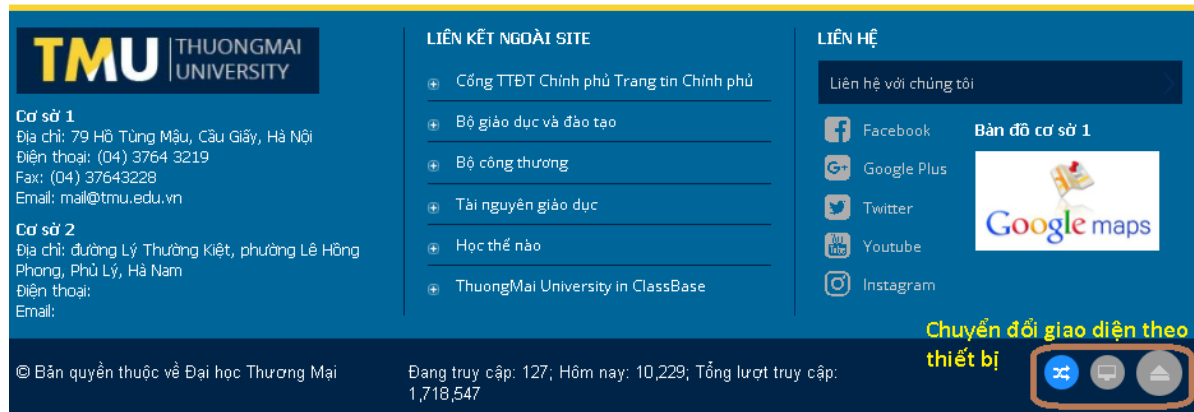 TMU THUONGMAI UNIVERSITY
Cơ sở 1
Địa chỉ: 79 Hồ Tùng Mậu, Cầu Giấy, Hà Nội
Điện thoại: (04) 3764 3219
Fax: (04) 37643228
Email: mail@tmu.edu.vn
Cơ sở 2
Địa chỉ: đường Lý Thường Kiệt, phường Lê Hồng
Phong, Phủ Lý, Hà Nam
Điện thoại:
Email:
LIÊN KẾT NGOÀI SITE
Cổng TTĐT Chính phủ Trang tin Chính phủ
Bộ giáo dục và đào tạo
Bộ công thương
Tài nguyên giáo dục
Học thế nào
ThuongMai University in ClassBase
LIÊN HỆ
Liên hệ với chúng tôi
Facebook
Google Plus
Twitter
Youtube
Instagram
Bản đồ cơ sở 1
Google maps
Chuyển đổi giao diện theo
thiết bị
© Bản quyền thuộc về Đại học Thương Mại
Đang truy cập: 127; Hôm nay: 10,229; Tổng lượt truy cập:
1,718,547